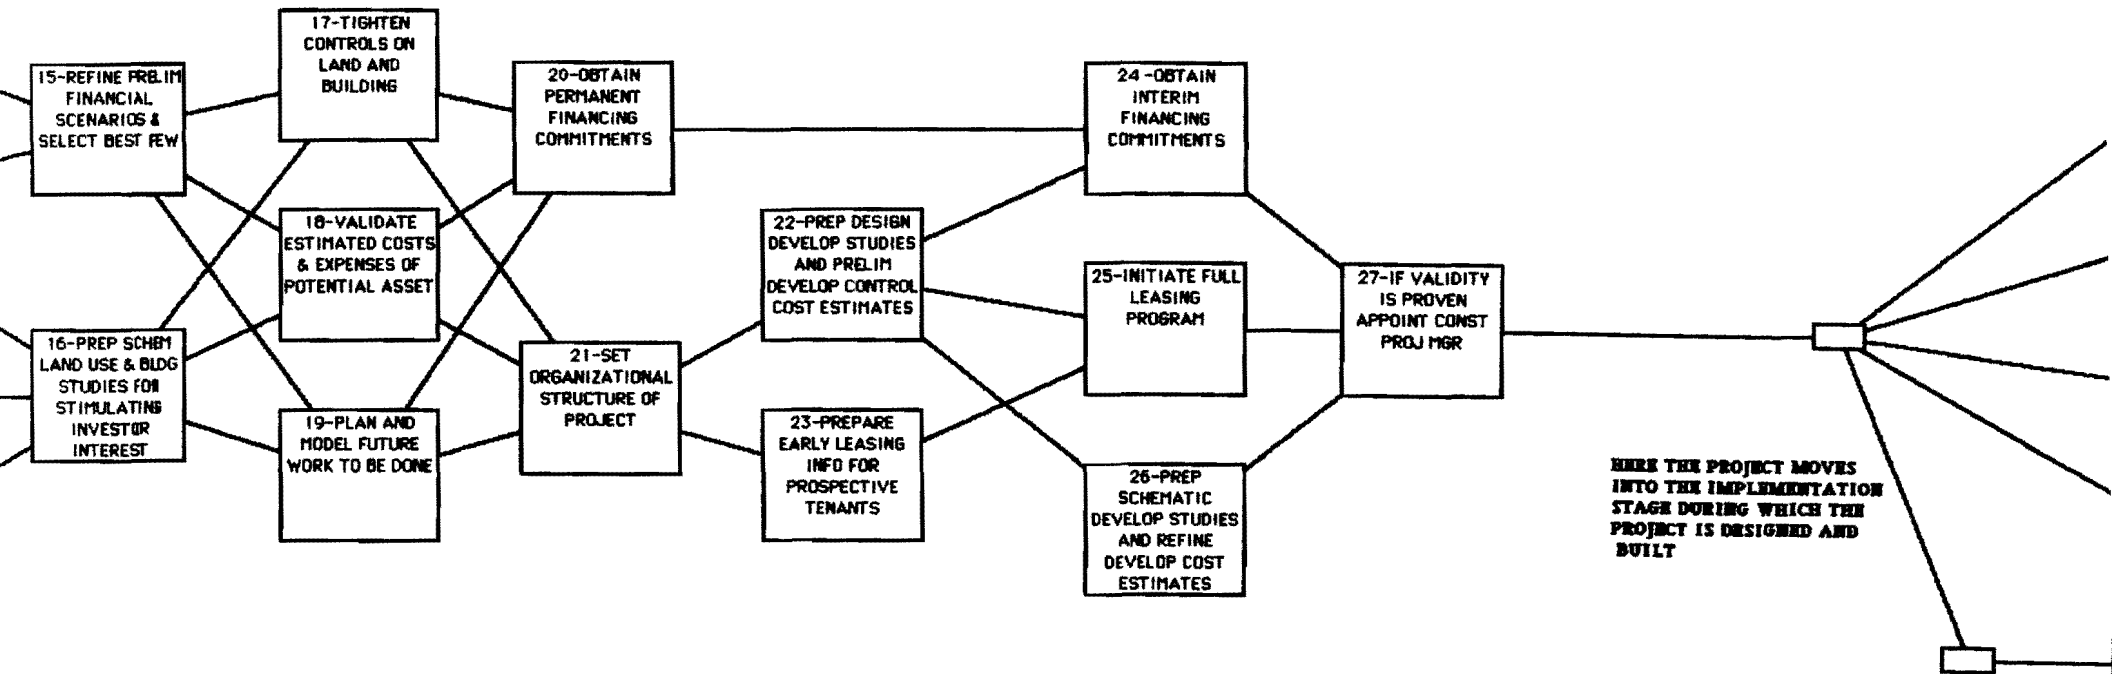 15-REFINE PRELIM
FINANCIAL
SCENARIOS &
SELECT BEST FEW
16-PREP SCHEM
LAND USE & BLDG
STUDIES FOR
STIMULATING
INVESTOR
INTEREST
17-TIGHTEN
CONTROLS ON
LAND AND
BUILDING
18-VALIDATE
ESTIMATED COSTS
& EXPENSES OF
POTENTIAL ASSET
19-PLAN AND
MODEL FUTURE
WORK TO BE DONE
20-OBTAIN
PERMANENT
FINANCING
COMMITMENTS
21-SET
ORGANIZATIONAL
STRUCTURE OF
PROJECT
22-PREP DESIGN
DEVELOP STUDIES
AND PRELIM
DEVELOP CONTROL
COST ESTIMATES
23-PREPARE
EARLY LEASING
INFO FOR
PROSPECTIVE
TENANTS
24-OBTAIN
INTERIM
FINANCING
COMMITMENTS
25-INITIATE FULL
LEASING
PROGRAM
26-PREP
SCHEMATIC
DEVELOP STUDIES
AND REFINE
DEVELOP COST
ESTIMATES
27-IF VALIDITY
IS PROVEN
APPOINT CONST
PROJ MGR
HERE THE PROJECT MOVES
INTO THE IMPLEMENTATION
STAGE DURING WHICH THE
PROJECT IS DESIGNED AND
BUILT